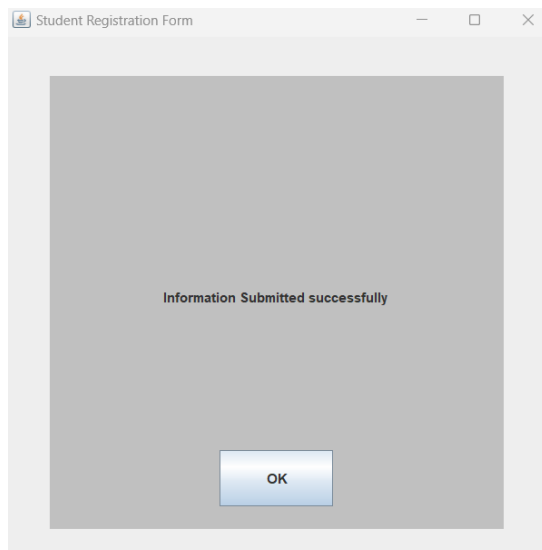 Student Registration Form
Information Submitted successfully
OK